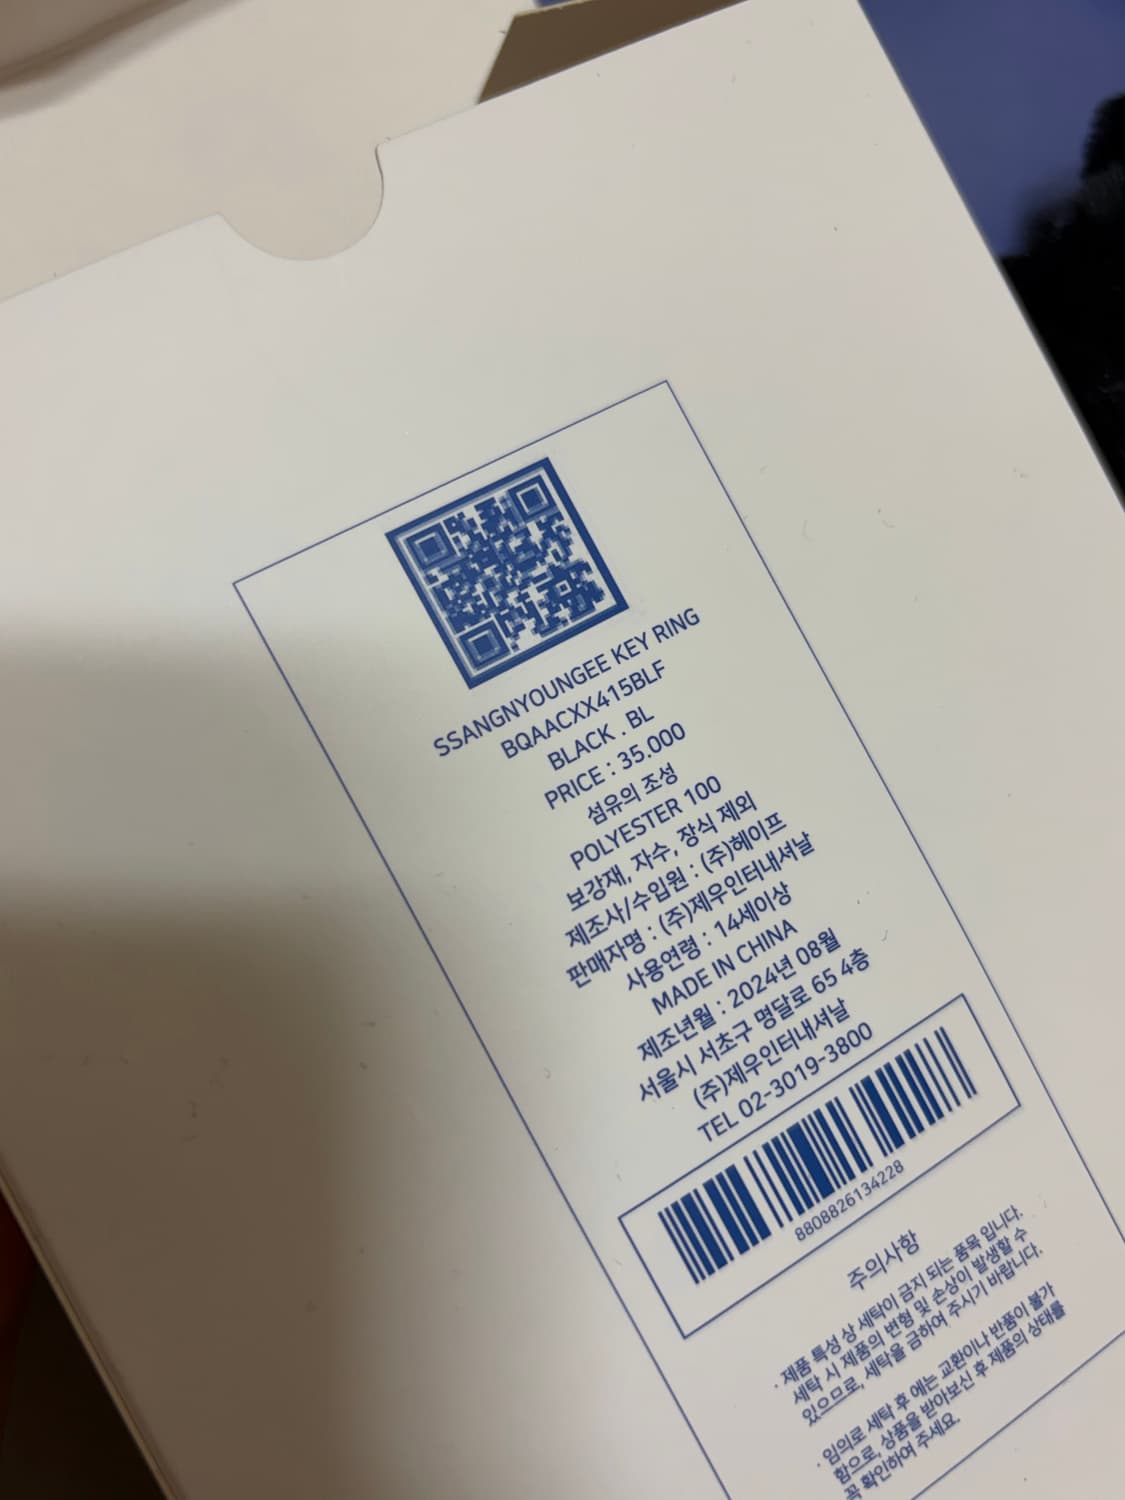 SSANGNYOUNGEE KEY RING
BQAACXX415BLF
BLACK . BL
PRICE : 35.000
섬유의 조성
POLYESTER 100
보강재, 자수, 장식 제외
제조사/수입원 : (주)헤이프
판매자명 : (주)제우인터내셔날
사용연령 : 14세이상
MADE IN CHINA
제조년월 : 2024년 08월
서울시 서초구 명달로 65 4층
(주)제우인터내셔날
TEL 02-3019-3800
8808826134228
주의사항
· 제품 특성 상 세탁이 금지 되는 품목 입니다.
세탁 시 제품의 변형 및 손상이 발생할 수
있으므로, 세탁을 금하여 주시기 바랍니다.
· 임의로 세탁 후 에는 교환이나 반품이 불가
함으로, 상품을 받아보신 후 제품의 상태를
꼭 확인하여 주세요.